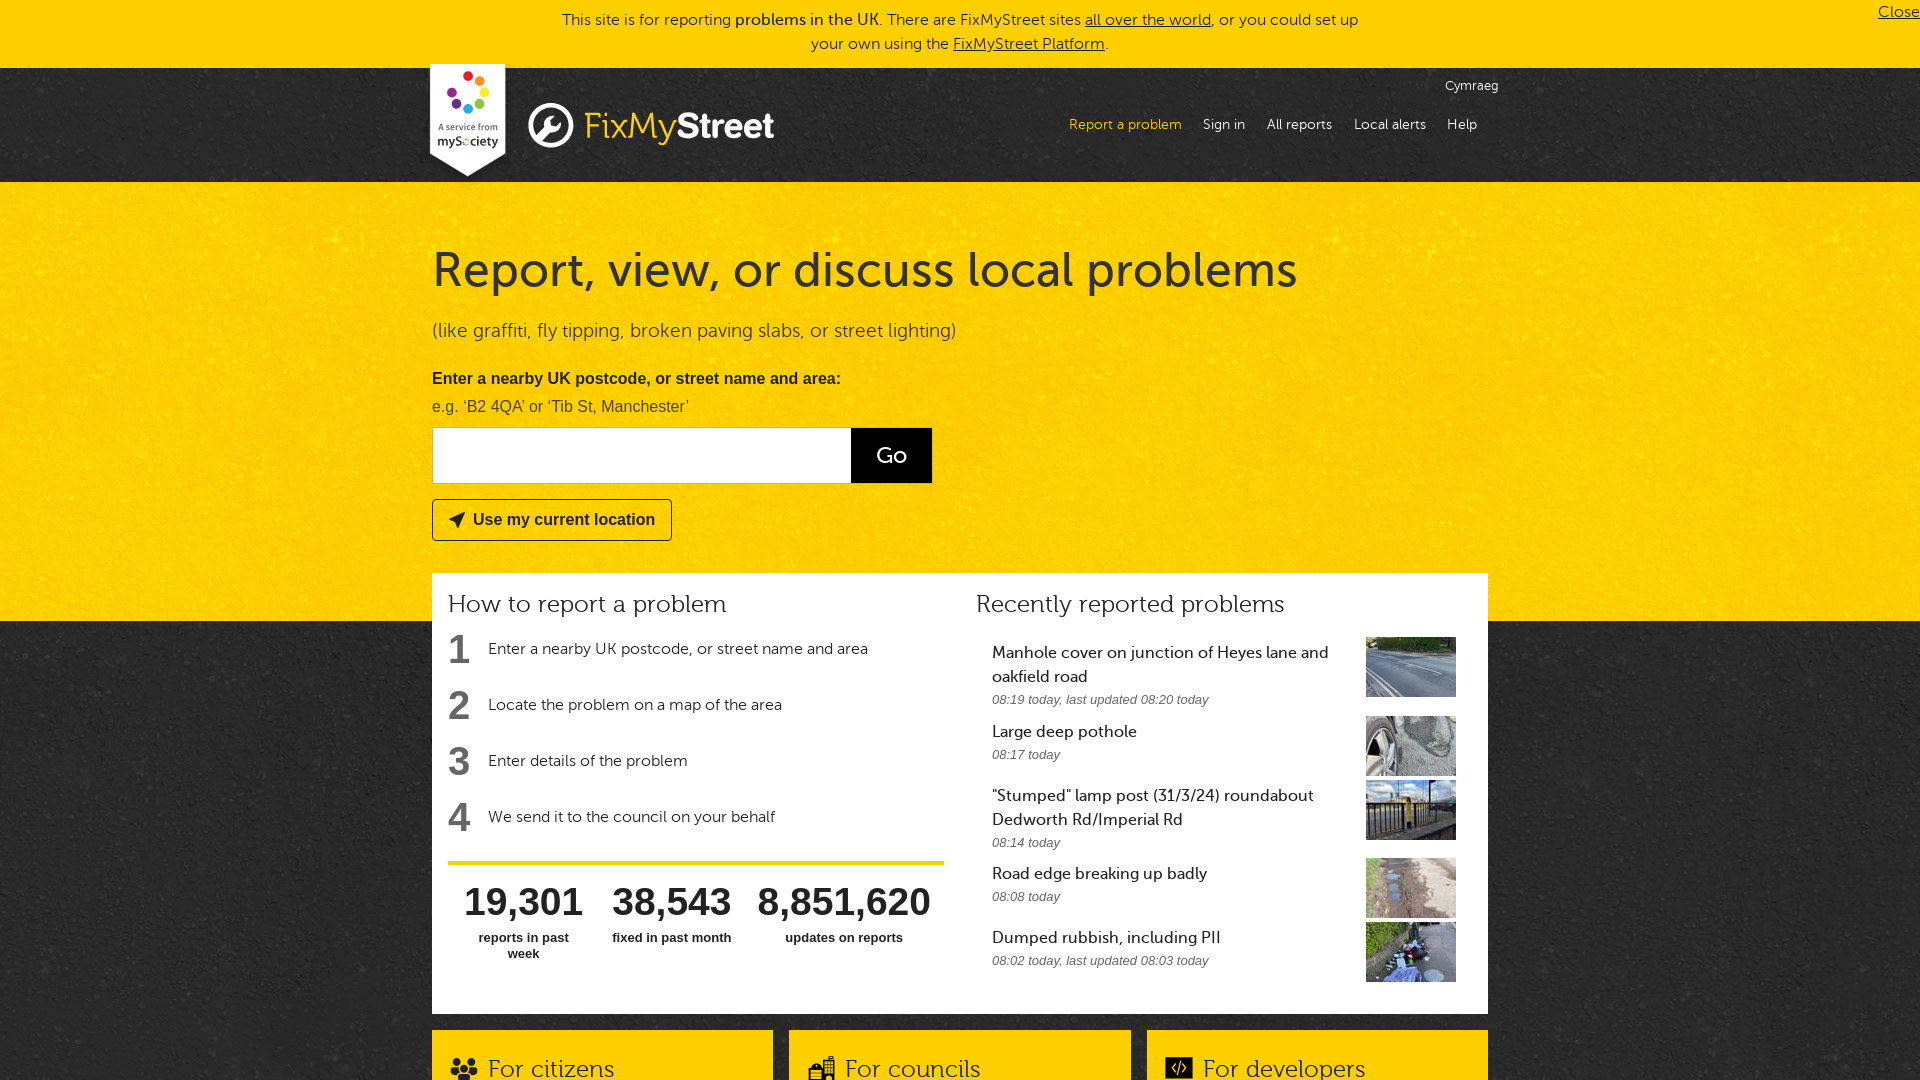 This site is for reporting problems in the UK. There are FixMyStreet sites all over the world, or you could set up
your own using the FixMyStreet Platform.
Close
Cymraeg
A service from
mySociety
FixMyStreet
Report a problem
Sign in
All reports
Local alerts
Help
Report, view, or discuss local problems
(like graffiti, fly tipping, broken paving slabs, or street lighting)
Enter a nearby UK postcode, or street name and area:
e.g. ‘B2 4QA’ or ‘Tib St, Manchester’
Go
Use my current location
How to report a problem
1 Enter a nearby UK postcode, or street name and area
2 Locate the problem on a map of the area
3 Enter details of the problem
4 We send it to the council on your behalf
19,301
reports in past
week
38,543
fixed in past month
8,851,620
updates on reports
Recently reported problems
Manhole cover on junction of Heyes lane and
oakfield road
08:19 today, last updated 08:20 today
Large deep pothole
08:17 today
"Stumped" lamp post (31/3/24) roundabout
Dedworth Rd/Imperial Rd
08:14 today
Road edge breaking up badly
08:08 today
Dumped rubbish, including PII
08:02 today, last updated 08:03 today
For citizens
For councils
For developers